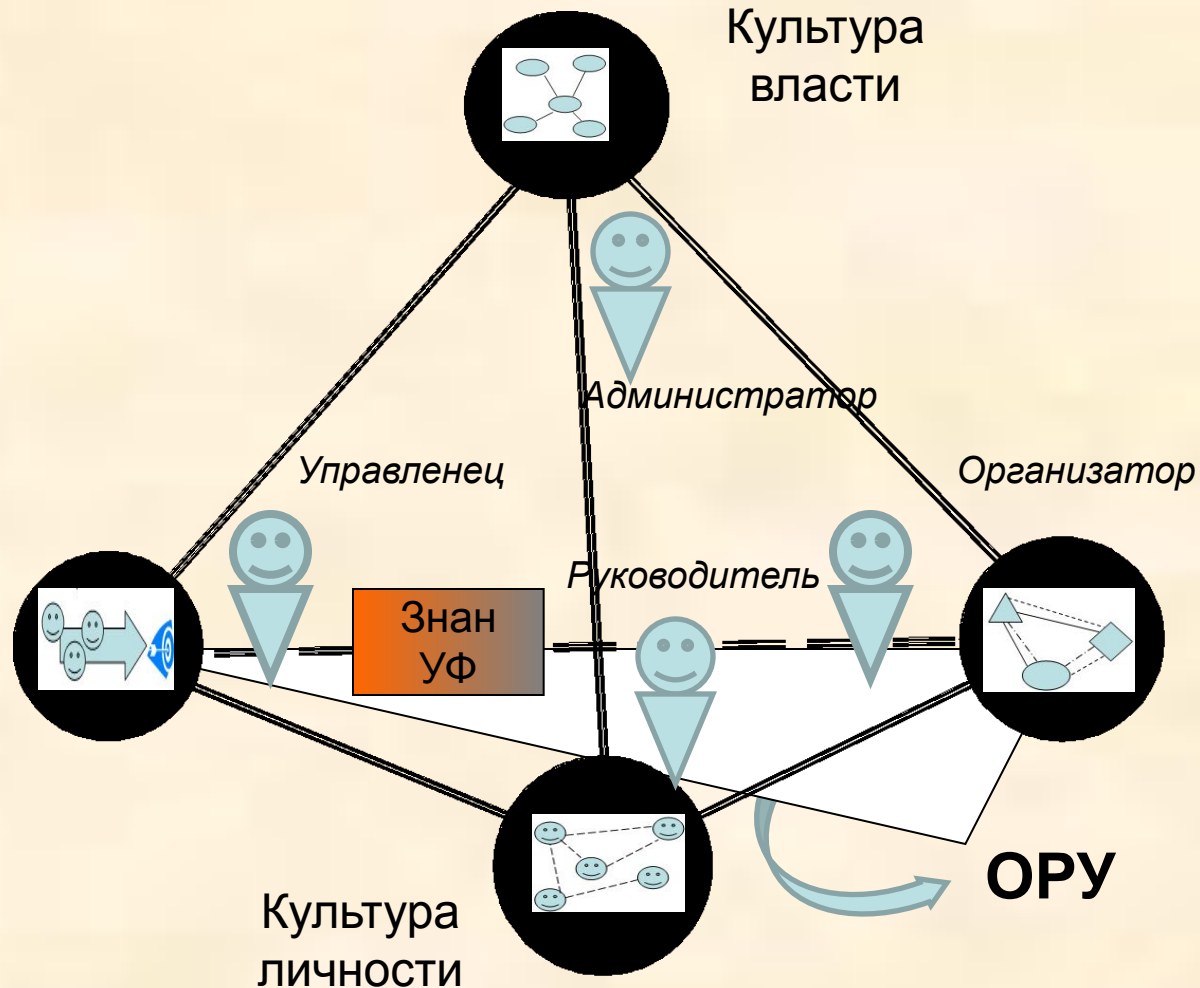 Культура
власти
Администратор
Управленец
Организатор
Руководитель
Знан
УФ
ОРУ
Культура
личности